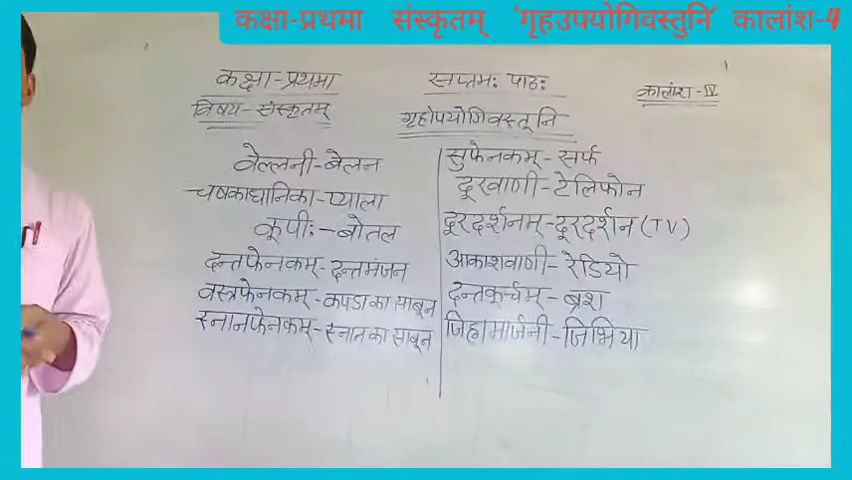 कक्षा-प्रथमा संस्कृतम् 'गृहउपयोगिवस्तुनि' कालांश-4
कक्षा-प्रथमा सप्तमः पाठः कालांश-IV
विषय-संस्कृतम् गृहोपयोगिवस्तूनि
वेल्लनी-बेलन
चषकाधानिका-प्याला
कूपीः-बोतल
दन्तफेनकम्-दन्तमंजन
वस्त्रफेनकम्-कपडा का साबून
स्नानफेनकम्-स्नान का साबून
सुफेनकम्-सर्फ
दूरवाणी-टेलिफोन
दूरदर्शनम्-दूरदर्शन (TV)
आकाशवाणी-रेडियो
दन्तकूर्चम्-ब्रश
जिह्वामार्जनी-जिभिया